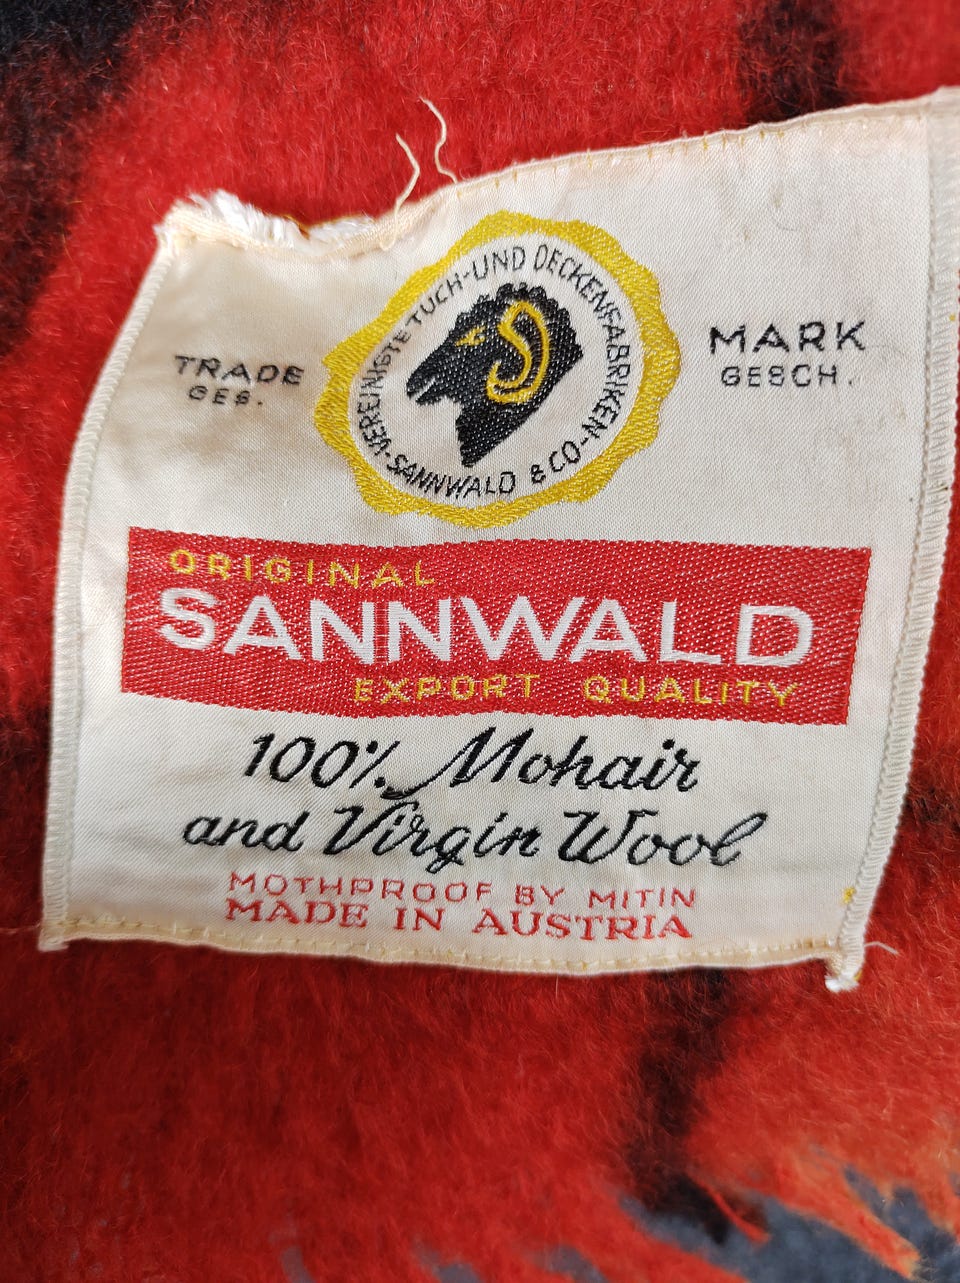 VEREINIGTE TUCH-UND DECKENFABRIKEN-
-SANNWALD & CO-
TRADE
GES.
MARK
GESCH.
ORIGINAL
SANNWALD
EXPORT QUALITY
100% Mohair
and Virgin Wool
MOTHPROOF BY MITIN
MADE IN AUSTRIA